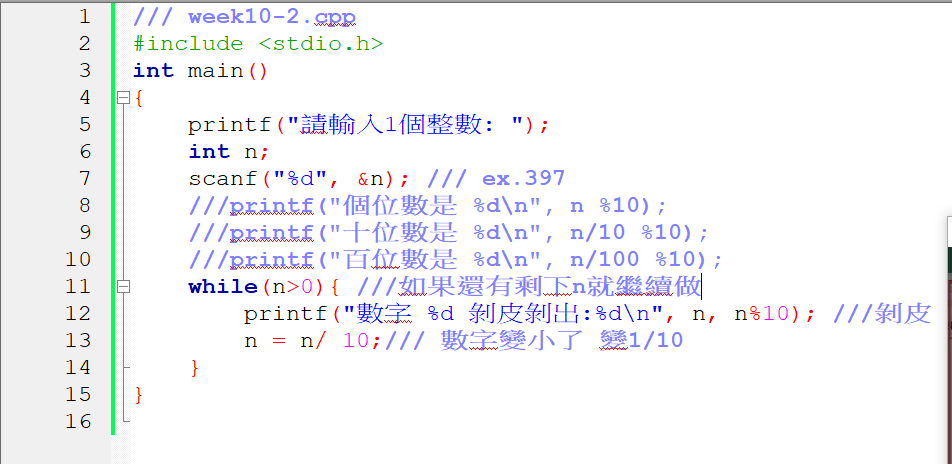 1 /// week10-2.cpp
2 #include <stdio.h>
3 int main()
4 {
5 printf("請輸入1個整數: ");
6 int n;
7 scanf("%d", &n); /// ex.397
8 ///printf("個位數是 %d\n", n %10);
9 ///printf("十位數是 %d\n", n/10 %10);
10 ///printf("百位數是 %d\n", n/100 %10);
11 while(n>0){ ///如果還有剩下n就繼續做
12 printf("數字 %d 剝皮剝出:%d\n", n, n%10); ///剝皮
13 n = n/ 10;/// 數字變小了 變1/10
14 }
15 }
16